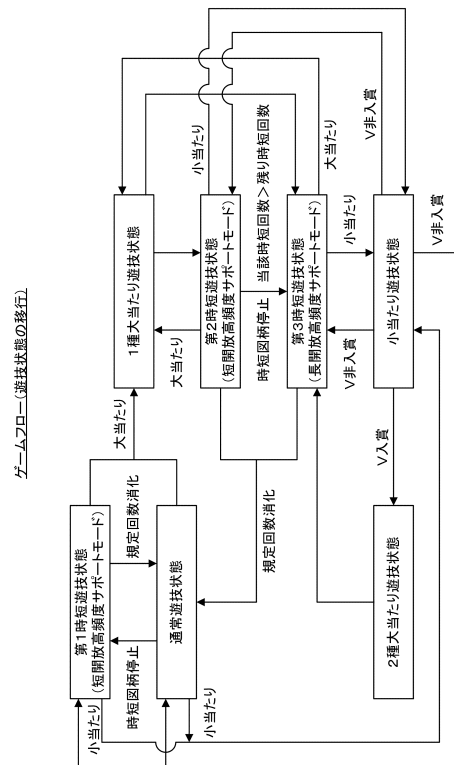 ゲームフロー(遊技状態の移行)
第1時短遊技状態
(短開放高頻度サポートモード)
大当たり
1種大当たり遊技状態
小当たり
時短図柄停止
規定回数消化
通常遊技状態
小当たり
大当たり
大当たり
小当たり
第2時短遊技状態
(短開放高頻度サポートモード)
V非入賞
規定回数消化
時短図柄停止
当該時短回数>残り時短回数
第3時短遊技状態
(長開放高頻度サポートモード)
大当たり
V非入賞
小当たり
2種大当たり遊技状態
V入賞
小当たり遊技状態
V非入賞